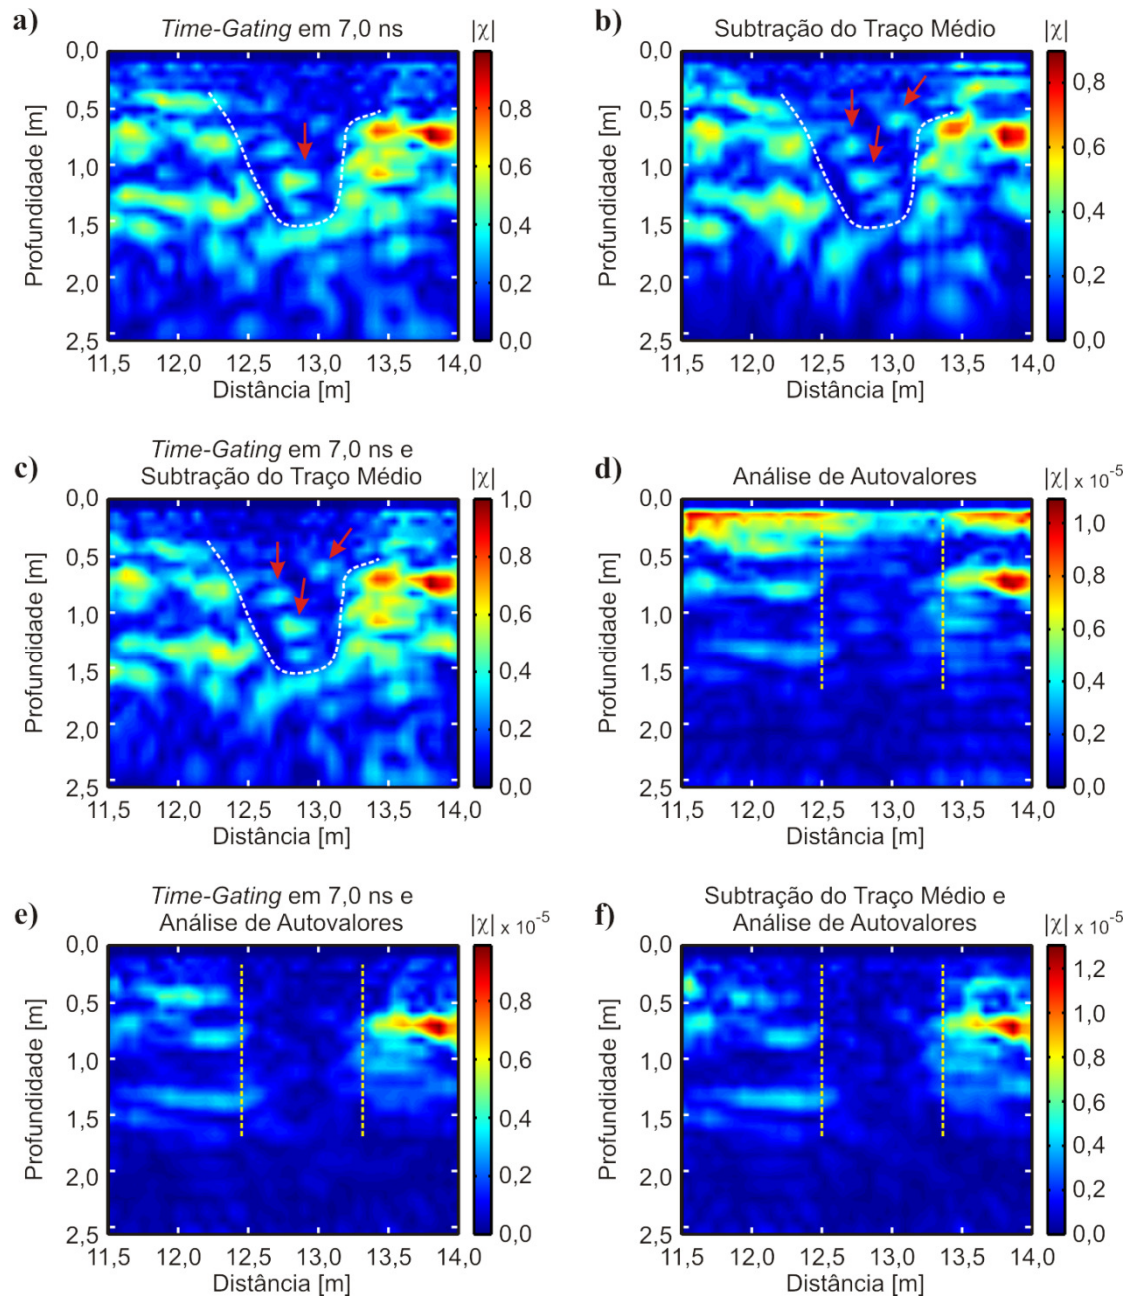 a)
Time-Gating em 7,0 ns
|χ|
0,0
0,5
1,0
1,5
2,0
2,5
Profundidade [m]
11,5 12,0 12,5 13,0 13,5 14,0
Distância [m]
0,8
0,6
0,4
0,2
0,0
b)
Subtração do Traço Médio
|χ|
0,0
0,5
1,0
1,5
2,0
2,5
Profundidade [m]
11,5 12,0 12,5 13,0 13,5 14,0
Distância [m]
0,8
0,6
0,4
0,2
0,0
c)
Time-Gating em 7,0 ns e
Subtração do Traço Médio
|χ|
0,0
0,5
1,0
1,5
2,0
2,5
Profundidade [m]
11,5 12,0 12,5 13,0 13,5 14,0
Distância [m]
1,0
0,8
0,6
0,4
0,2
0,0
d)
Análise de Autovalores
|χ| x 10-5
0,0
0,5
1,0
1,5
2,0
2,5
Profundidade [m]
11,5 12,0 12,5 13,0 13,5 14,0
Distância [m]
1,0
0,8
0,6
0,4
0,2
0,0
e)
Time-Gating em 7,0 ns e
Análise de Autovalores
|χ| x 10-5
0,0
0,5
1,0
1,5
2,0
2,5
Profundidade [m]
11,5 12,0 12,5 13,0 13,5 14,0
Distância [m]
0,8
0,6
0,4
0,2
0,0
f)
Subtração do Traço Médio e
Análise de Autovalores
|χ| x 10-5
0,0
0,5
1,0
1,5
2,0
2,5
Profundidade [m]
11,5 12,0 12,5 13,0 13,5 14,0
Distância [m]
1,2
1,0
0,8
0,6
0,4
0,2
0,0